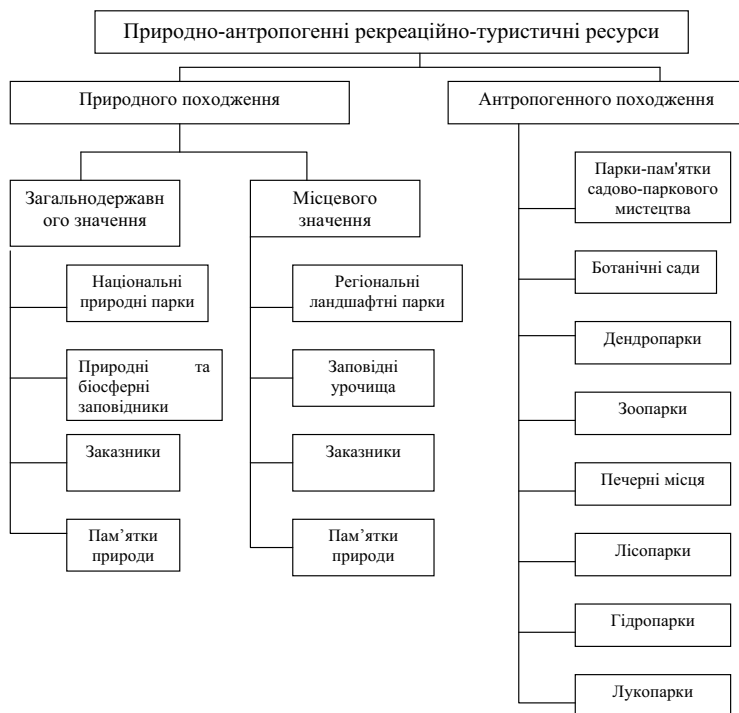 Природно-антропогенні рекреаційно-туристичні ресурси
Природного походження
Антропогенного походження
Загальнодержавн
ого значення
Місцевого
значення
Національні
природні парки
Природні та
біосферні
заповідники
Заказники
Пам’ятки
природи
Регіональні
ландшафтні парки
Заповідні
урочища
Заказники
Пам’ятки
природи
Парки-пам'ятки
садово-паркового
мистецтва
Ботанічні сади
Дендропарки
Зоопарки
Печерні місця
Лісопарки
Гідропарки
Лукопарки